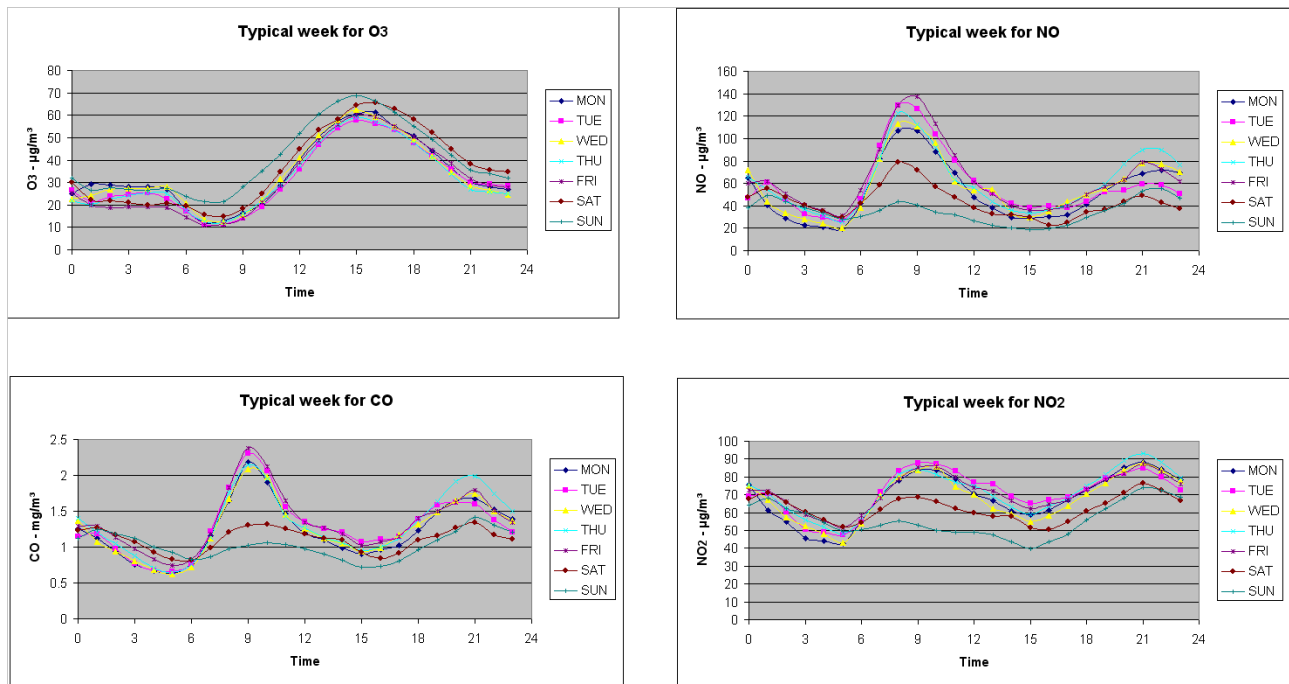 Typical week for O3
O3 - µg/m³
80
70
60
50
40
30
20
10
0
0 3 6 9 12 15 18 21 24
Time
MON
TUE
WED
THU
FRI
SAT
SUN
Typical week for NO
NO - µg/m³
160
140
120
100
80
60
40
20
0
0 3 6 9 12 15 18 21 24
Time
MON
TUE
WED
THU
FRI
SAT
SUN
Typical week for CO
CO - mg/m³
2.5
2
1.5
1
0.5
0
0 3 6 9 12 15 18 21 24
Time
MON
TUE
WED
THU
FRI
SAT
SUN
Typical week for NO2
NO2 - µg/m³
100
90
80
70
60
50
40
30
20
10
0
0 3 6 9 12 15 18 21 24
Time
MON
TUE
WED
THU
FRI
SAT
SUN